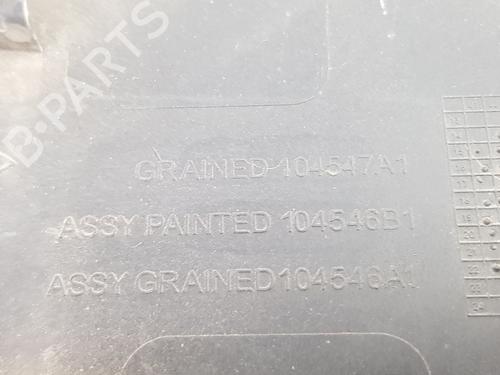 B-PARTS
GRAINED 104547A1
ASSY PAINTED 104546B1
ASSY GRAINED 104546A1